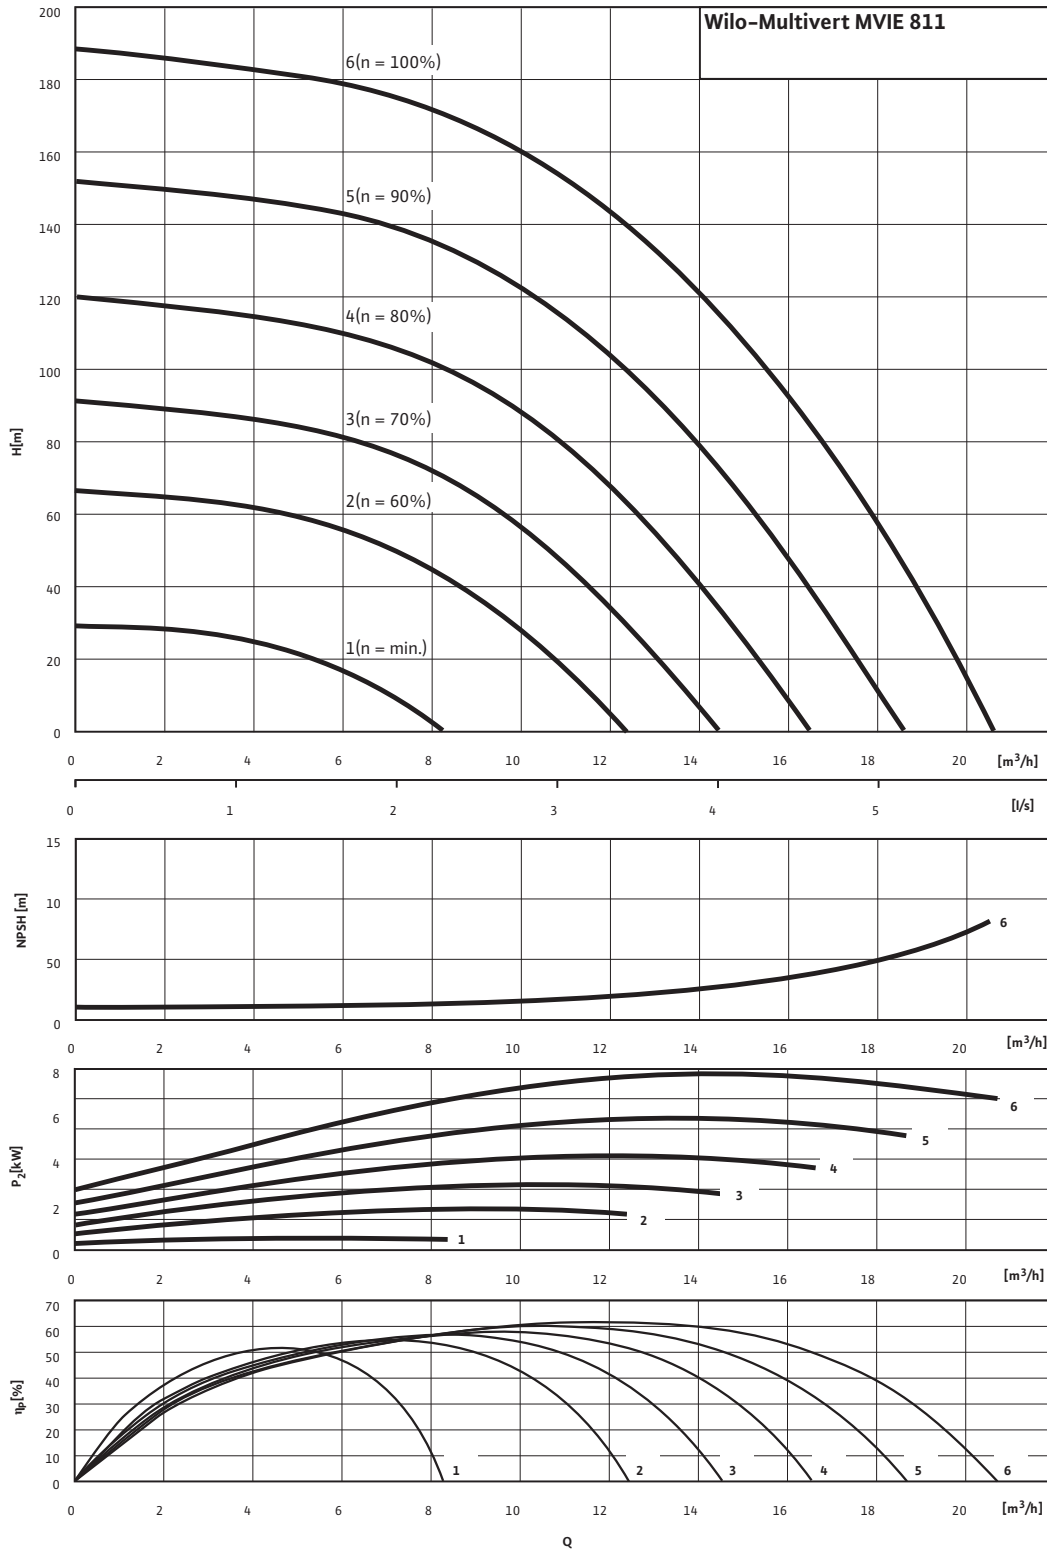 Wilo-Multivert MVIE 811
200
180
160
140
120
100
80
60
40
20
0
H[m]
6(n = 100%)
5(n = 90%)
4(n = 80%)
3(n = 70%)
2(n = 60%)
1(n = min.)
0 2 4 6 8 10 12 14 16 18 20 [m³/h]
0 1 2 3 4 5 [l/s]
15
10
50
0
NPSH [m]
6
0 2 4 6 8 10 12 14 16 18 20 [m³/h]
8
6
4
2
0
P₂[kW]
6
5
4
3
2
1
0 2 4 6 8 10 12 14 16 18 20 [m³/h]
70
60
50
40
30
20
10
0
ηp[%]
1 2 3 4 5 6
0 2 4 6 8 10 12 14 16 18 20 [m³/h]
Q